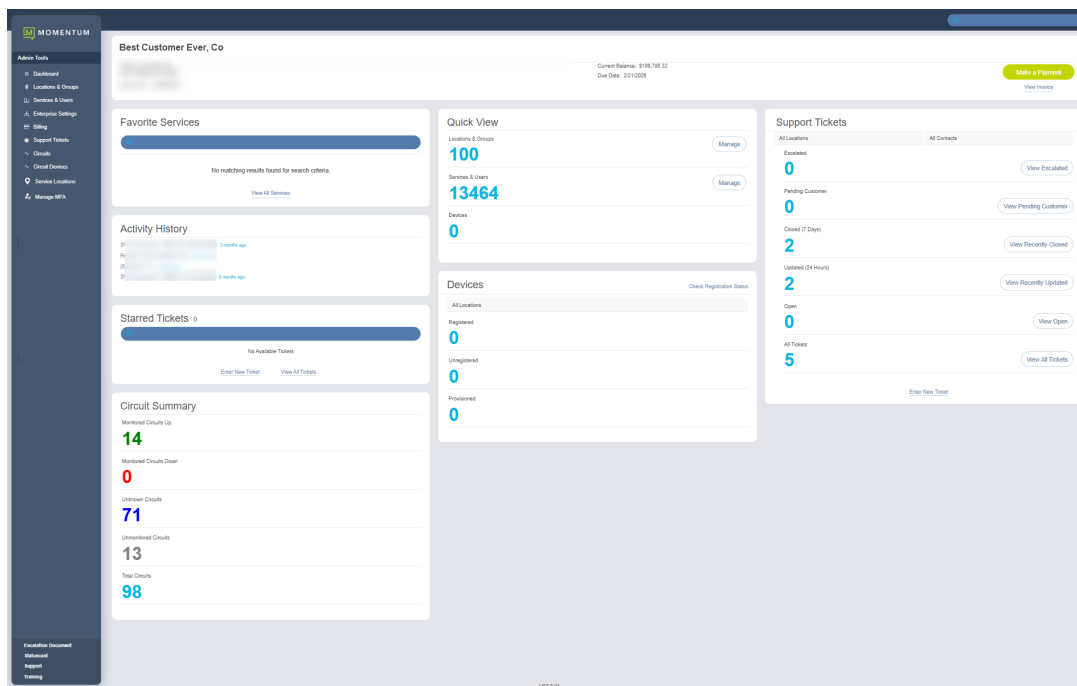 MOMENTUM
Admin Tools
Dashboard
Locations & Groups
Services & Users
Enterprise Settings
Billing
Support Tickets
Circuits
Circuit Devices
Service Locations
Manage MFA
Escalation Document
Statuscast
Support
Training
Best Customer Ever, Co
Current Balance: $106,795.32
Due Date: 2/21/2026
Make a Payment
View Invoice
Favorite Services
No matching results found for search criteria.
View All Services
Activity History
3 months ago
Starred Tickets 0
No Available Tickets
Enter New Ticket View All Tickets
Circuit Summary
Monitored Circuits Up
14
Monitored Circuits Down
0
Unknown Circuits
71
Unmonitored Circuits
13
Total Circuits
98
Quick View
Locations & Groups
100
Manage
Services & Users
13464
Manage
Devices
0
Devices
Check Registration Status
All Locations
Registered
0
Unregistered
0
Provisioned
0
Support Tickets
All Locations All Contacts
Escalated
0
View Escalated
Pending Customer
0
View Pending Customer
Closed (7 Days)
2
View Recently Closed
Updated (24 Hours)
2
View Recently Updated
Open
0
View Open
All Tickets
5
View All Tickets
Enter New Ticket